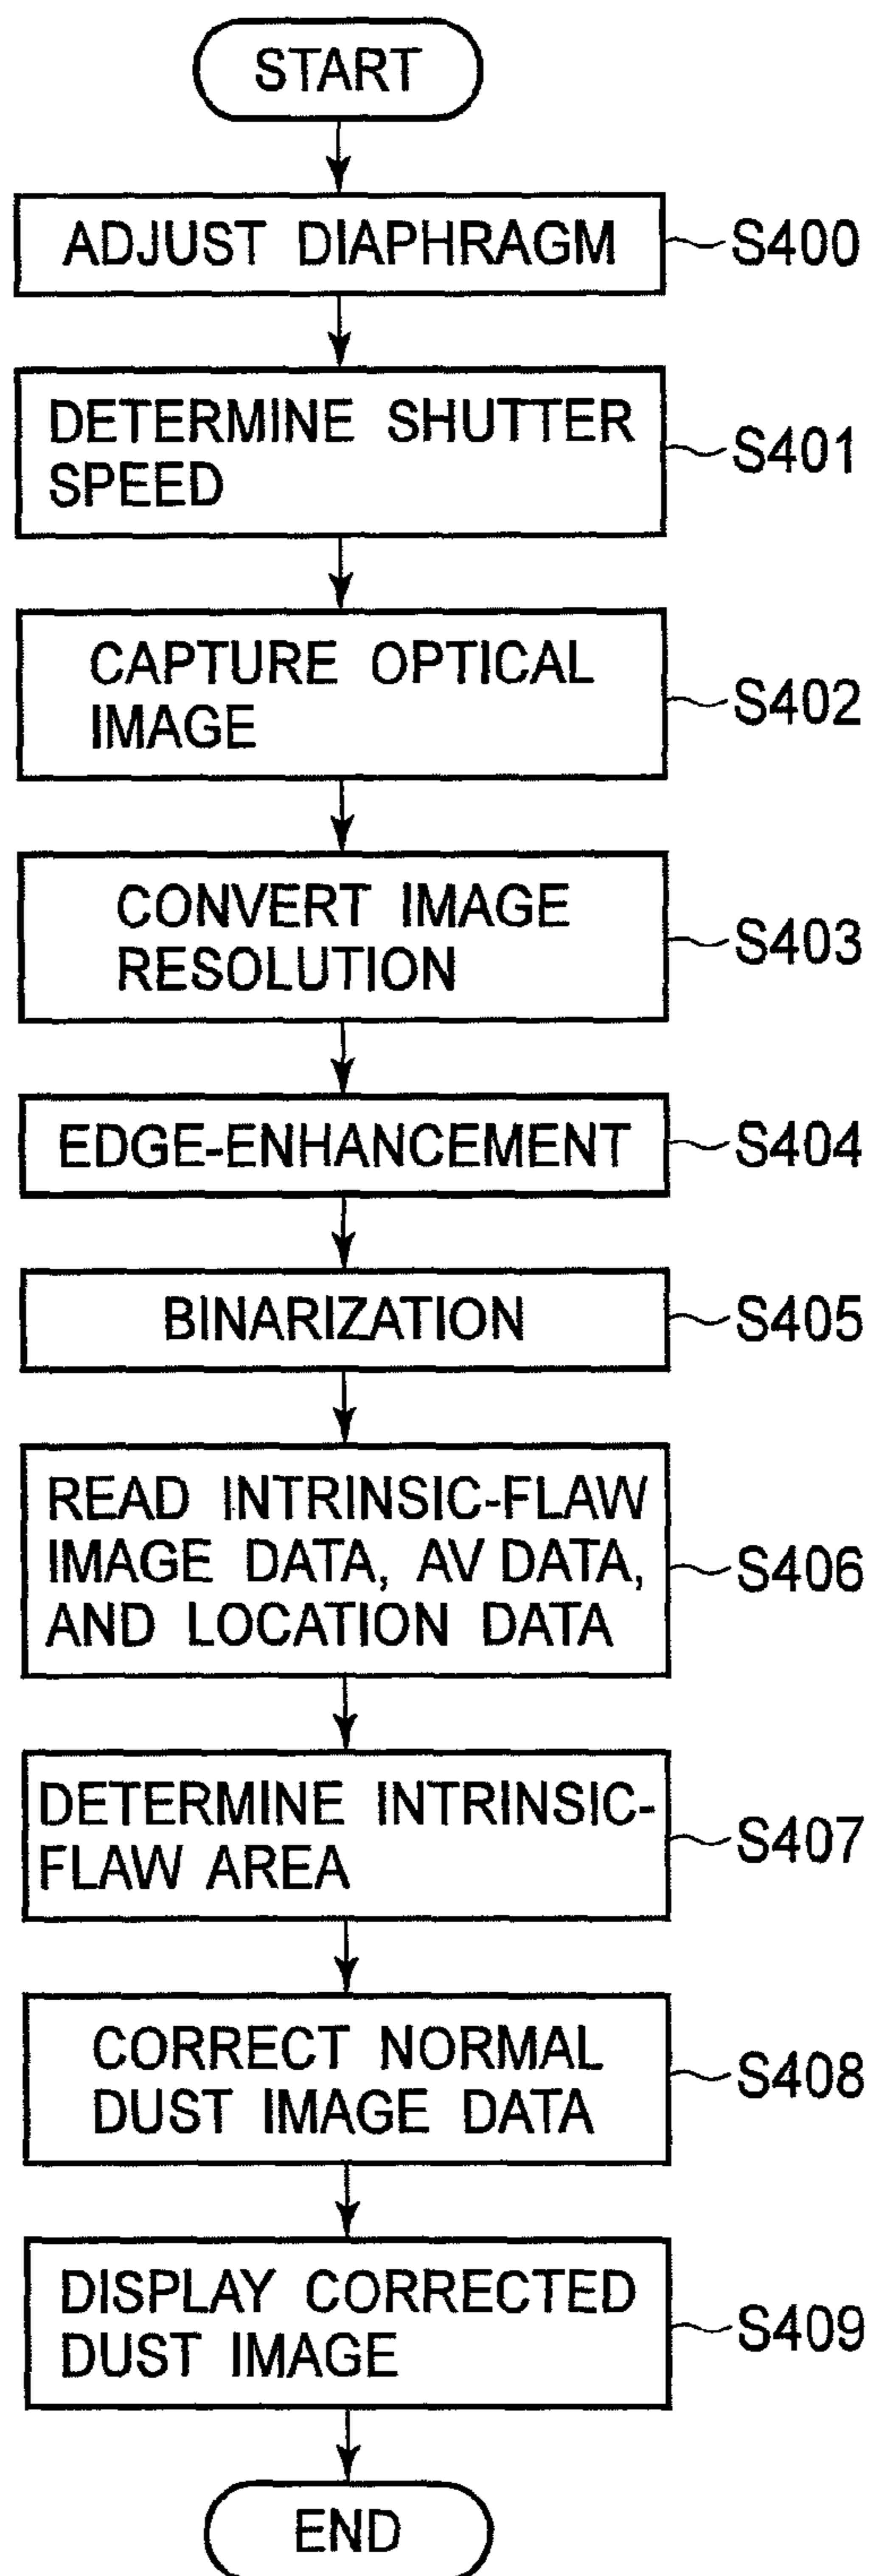 START
ADJUST DIAPHRAGM
S400
DETERMINE SHUTTER
SPEED
S401
CAPTURE OPTICAL
IMAGE
S402
CONVERT IMAGE
RESOLUTION
S403
EDGE-ENHANCEMENT
S404
BINARIZATION
S405
READ INTRINSIC-FLAW
IMAGE DATA, AV DATA,
AND LOCATION DATA
S406
DETERMINE INTRINSIC-
FLAW AREA
S407
CORRECT NORMAL
DUST IMAGE DATA
S408
DISPLAY CORRECTED
DUST IMAGE
S409
END